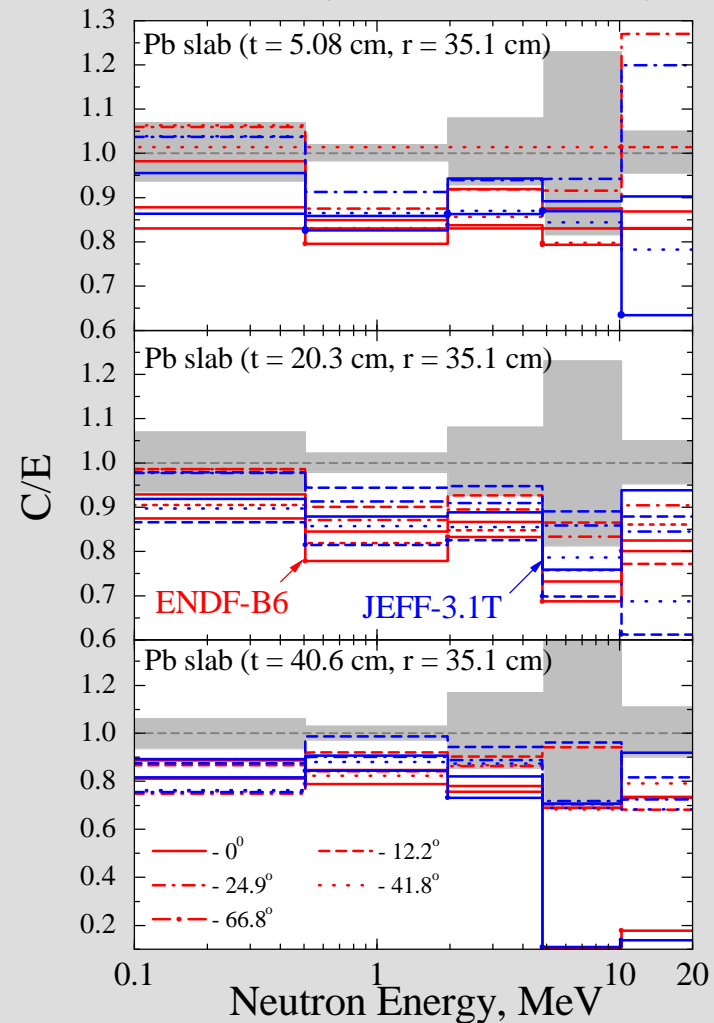 1.3
Pb slab (t = 5.08 cm, r = 35.1 cm)
1.2
1.1
1.0
0.9
0.8
0.7
0.6
Pb slab (t = 20.3 cm, r = 35.1 cm)
1.2
1.1
1.0
0.9
0.8
0.7
0.6
ENDF-B6
JEFF-3.1T
C/E
Pb slab (t = 40.6 cm, r = 35.1 cm)
1.2
1.0
0.8
0.6
0.4
0.2
- 0⁰ - 12.2°
- 24.9° - 41.8°
- 66.8°
0.1 1 10 20
Neutron Energy, MeV